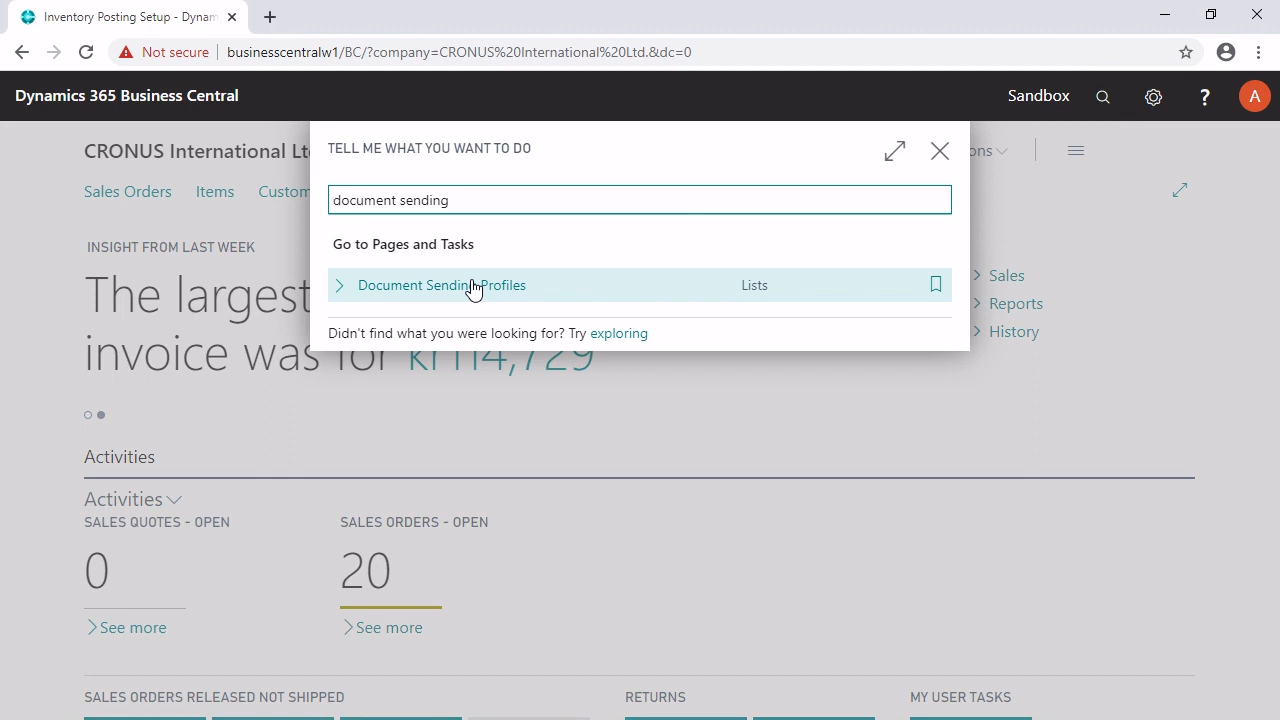 Inventory Posting Setup - Dynam
Not secure
businesscentralw1/BC/?company=CRONUS%20International%20Ltd.&dc=0
Dynamics 365 Business Central
Sandbox
?
A
CRONUS International Lt
ons
Sales Orders
Items
Custom
TELL ME WHAT YOU WANT TO DO
document sending
Go to Pages and Tasks
Document Sending Profiles
Lists
Didn't find what you were looking for? Try exploring
INSIGHT FROM LAST WEEK
The largest
invoice was for kr114,729
Sales
Reports
History
Activities
Activities
SALES QUOTES - OPEN
SALES ORDERS - OPEN
0
20
See more
See more
SALES ORDERS RELEASED NOT SHIPPED
RETURNS
MY USER TASKS